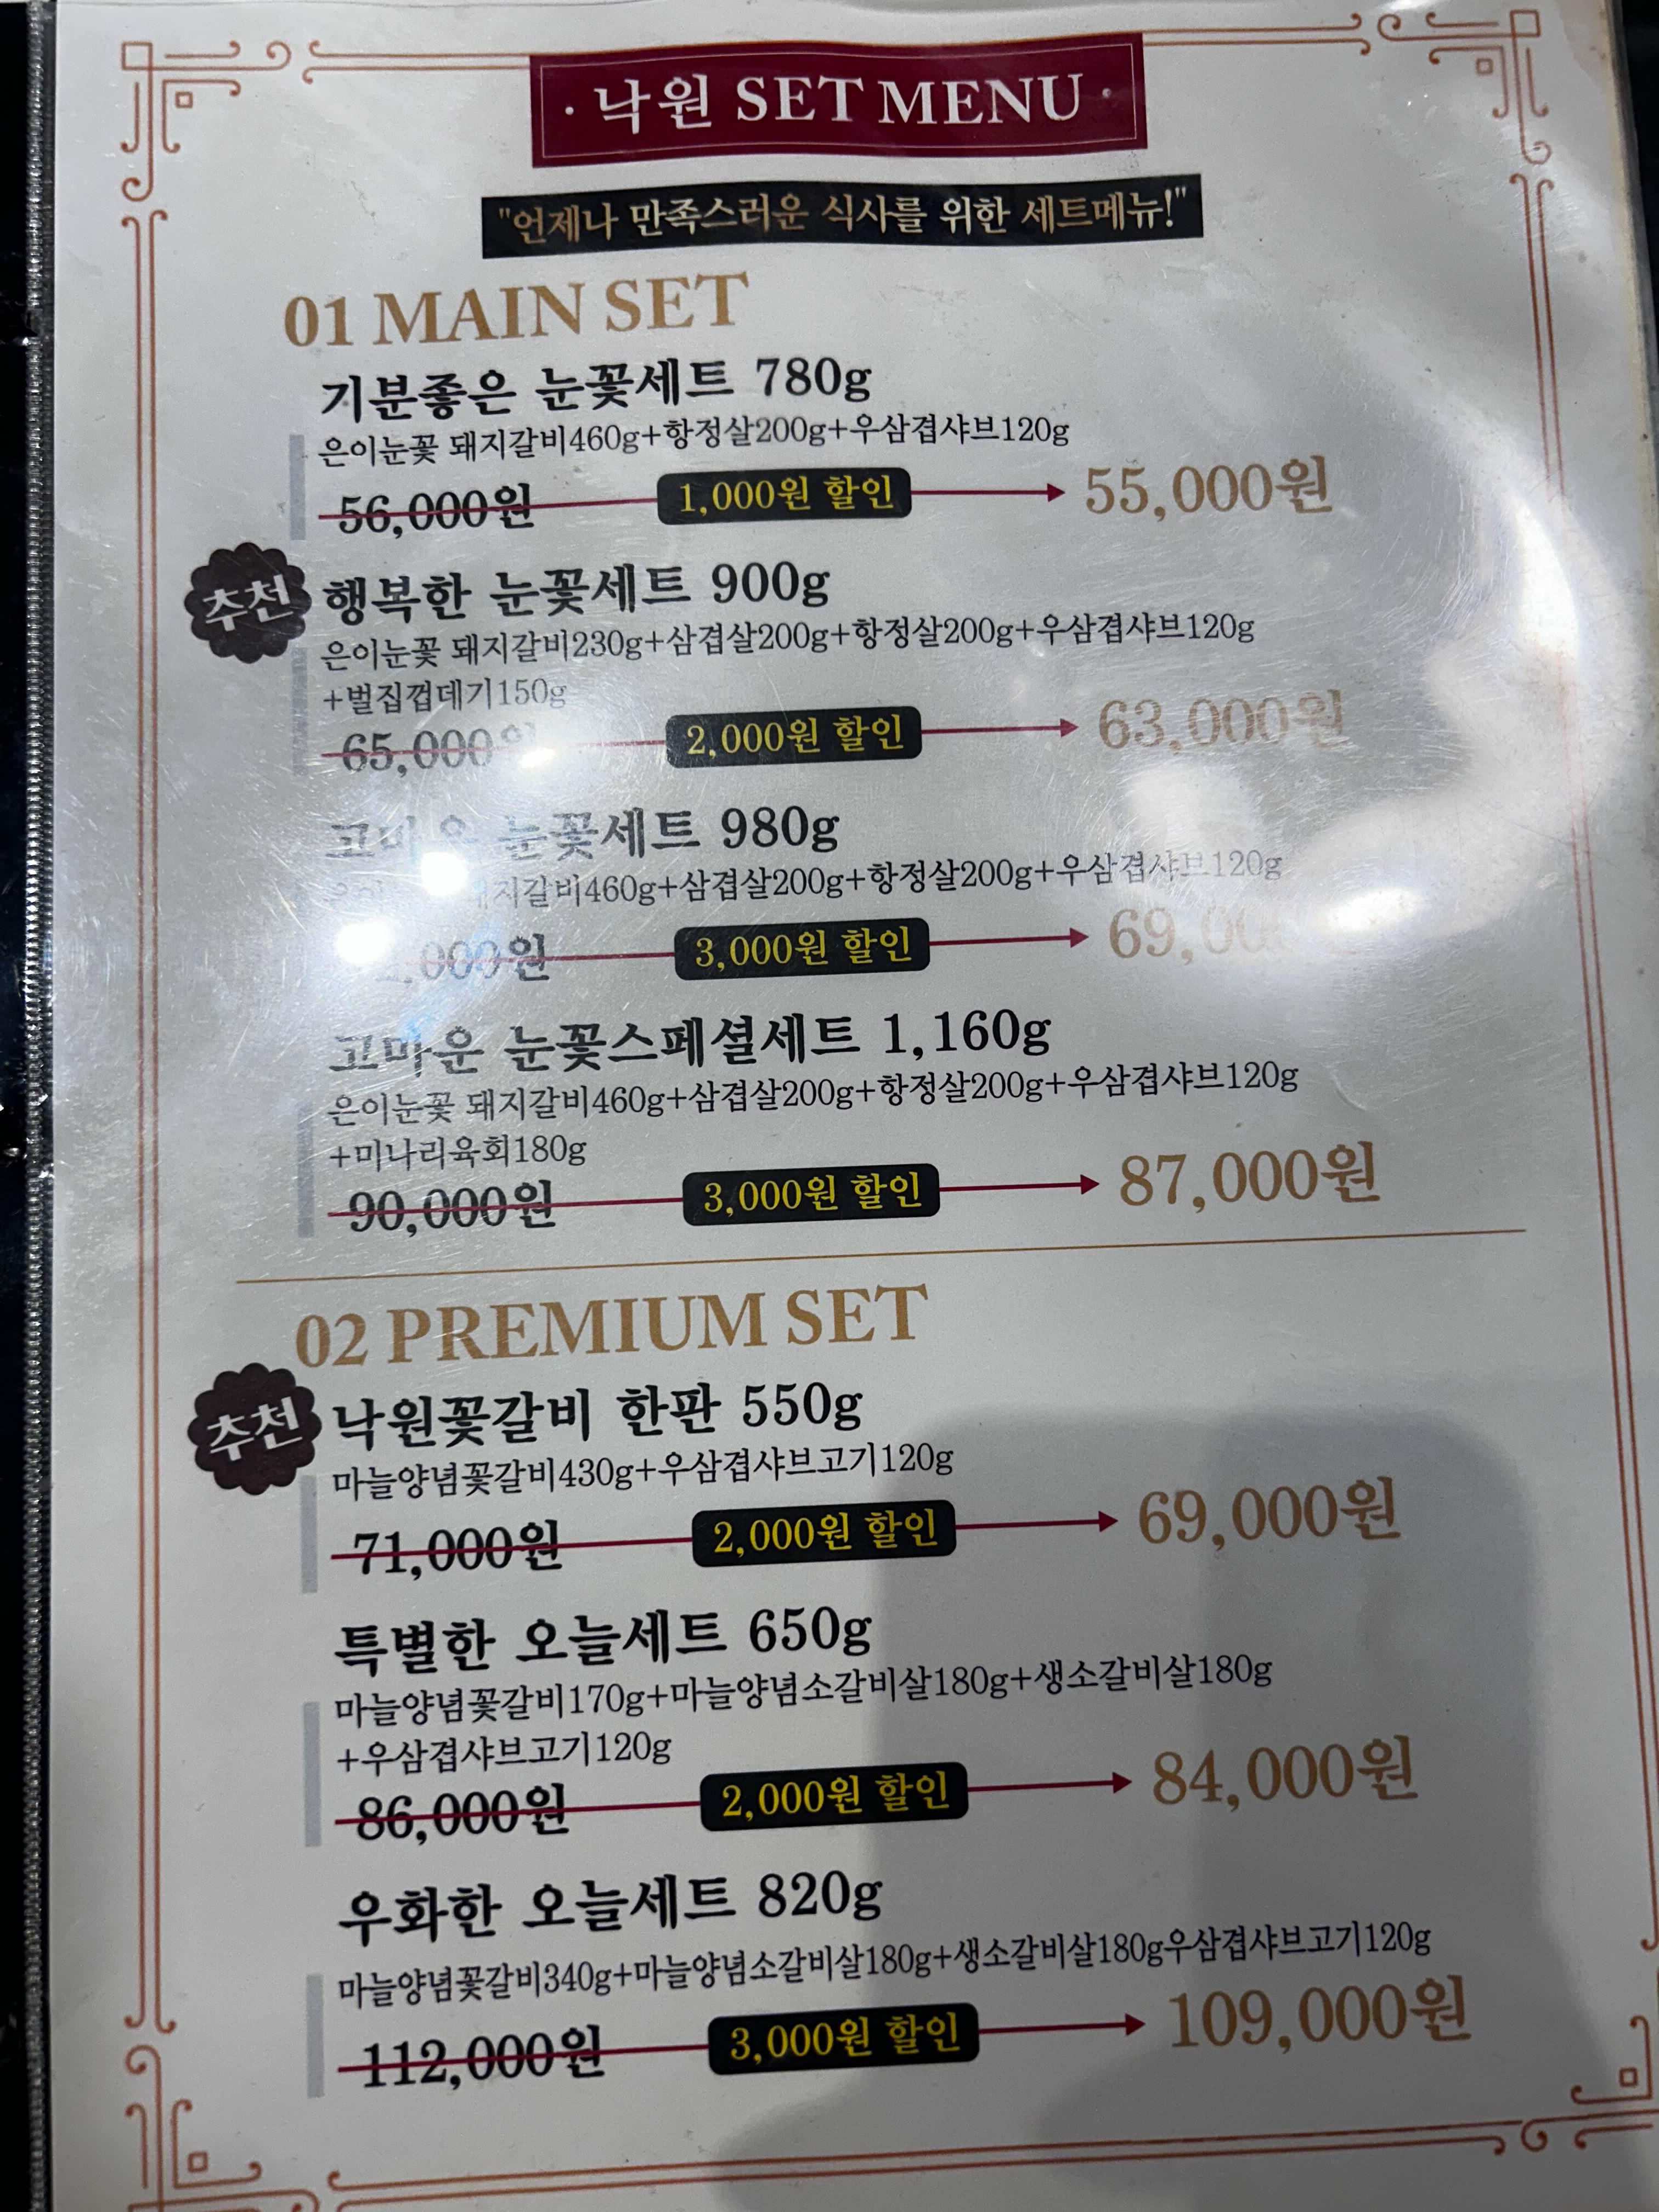 · 낙원 SET MENU ·
"언제나 만족스러운 식사를 위한 세트메뉴!"
01 MAIN SET
기분좋은 눈꽃세트 780g
은이눈꽃 돼지갈비460g+항정살200g+우삼겹샤브120g
56,000원 1,000원 할인 55,000원
추천 행복한 눈꽃세트 900g
은이눈꽃 돼지갈비230g+삼겹살200g+항정살200g+우삼겹샤브120g
+벌집껍데기150g
65,000원 2,000원 할인 63,000원
고마운 눈꽃세트 980g
돼지갈비460g+삼겹살200g+항정살200g+우삼겹샤브120g
3,000원 할인
고마운 눈꽃스페셜세트 1,160g
은이눈꽃 돼지갈비460g+삼겹살200g+항정살200g+우삼겹샤브120g
+미나리육회180g
90,000원 3,000원 할인 87,000원
02 PREMIUM SET
추천 낙원꽃갈비 한판 550g
마늘양념꽃갈비430g+우삼겹샤브고기120g
71,000원 2,000원 할인 69,000원
특별한 오늘세트 650g
마늘양념꽃갈비170g+마늘양념소갈비살180g+생소갈비살180g
+우삼겹샤브고기120g
86,000원 2,000원 할인 84,000원
우화한 오늘세트 820g
마늘양념꽃갈비340g+마늘양념소갈비살180g+생소갈비살180g우삼겹샤브고기120g
112,000원 3,000원 할인 109,000원